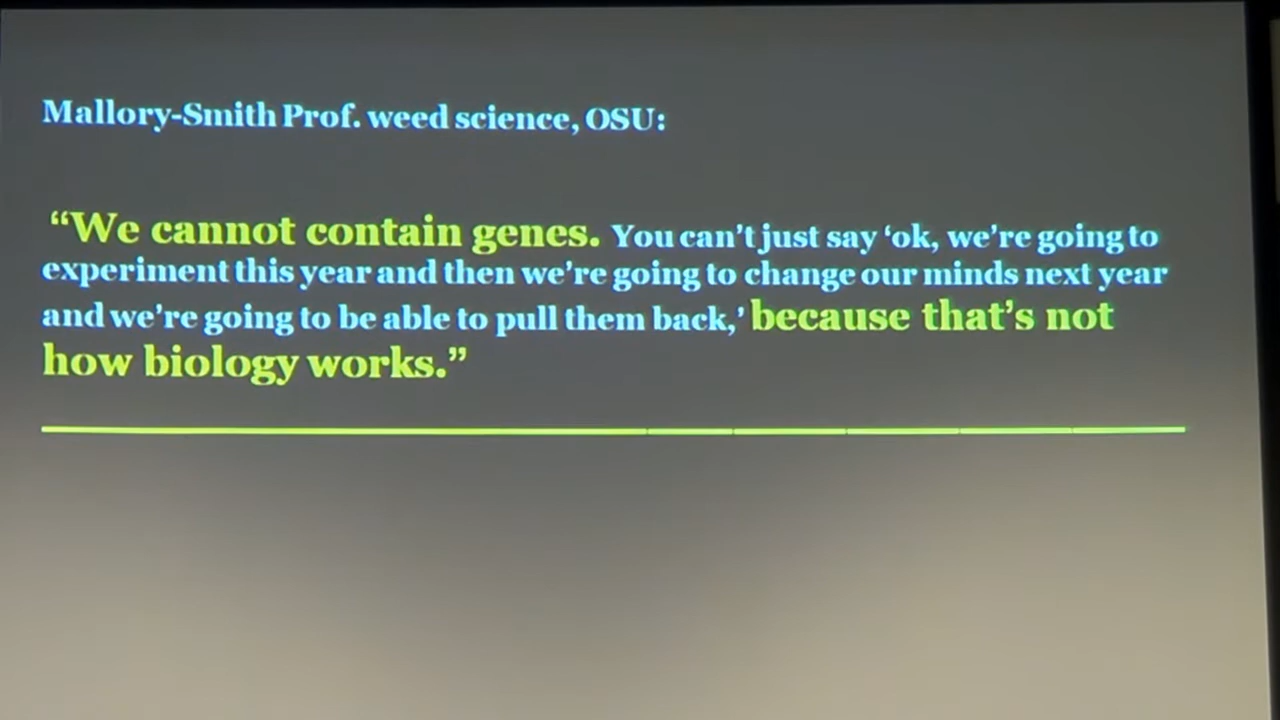 Mallory-Smith Prof. weed science, OSU:
“We cannot contain genes. You can’t just say ‘ok, we’re going to
experiment this year and then we’re going to change our minds next year
and we’re going to be able to pull them back,’ because that’s not
how biology works.”